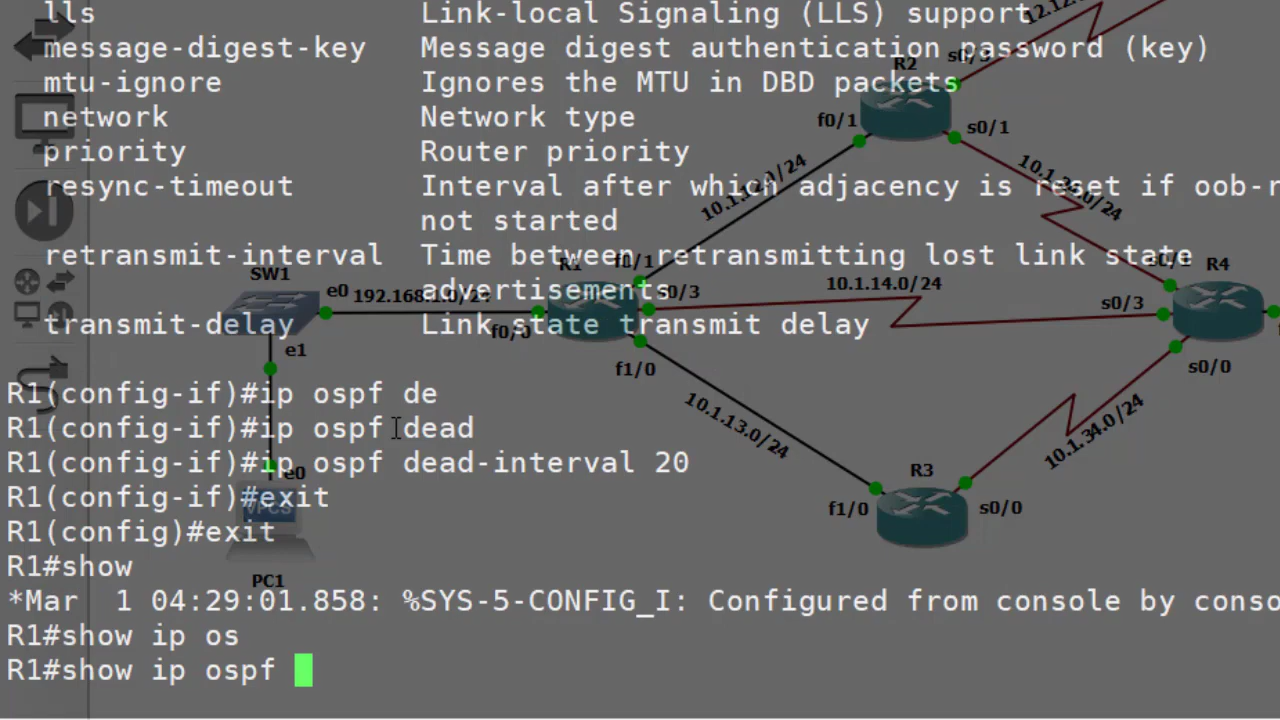 lls Link-local Signaling (LLS) support
message-digest-key Message digest authentication password (key)
mtu-ignore Ignores the MTU in DBD packets
network Network type
priority Router priority
resync-timeout Interval after which adjacency is reset if oob-r
not started
retransmit-interval Time between retransmitting lost link state
advertisements
transmit-delay Link state transmit delay
R1(config-if)#ip ospf de
R1(config-if)#ip ospf dead
R1(config-if)#ip ospf dead-interval 20
R1(config-if)#exit
R1(config)#exit
R1#show
*Mar 1 04:29:01.858: %SYS-5-CONFIG_I: Configured from console by conso
R1#show ip os
R1#show ip ospf
R2
s0/3
f0/1
s0/1
SW1
e0
R1
f0/1
s0/3
10.1.14.0/24
s0/3
R4
f0/0
e1
f1/0
s0/0
10.1.13.0/24
10.1.34.0/24
e0
R3
f1/0
s0/0
VPCS
PC1